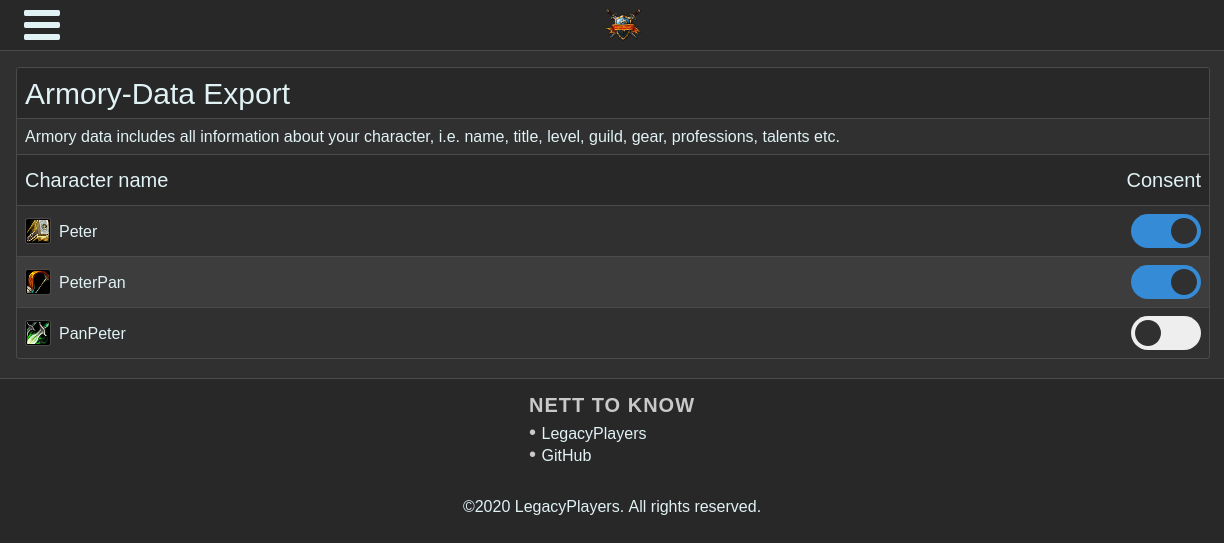 Armory-Data Export
Armory data includes all information about your character, i.e. name, title, level, guild, gear, professions, talents etc.
Character name Consent
Peter
PeterPan
PanPeter
NETT TO KNOW
• LegacyPlayers
• GitHub
©2020 LegacyPlayers. All rights reserved.